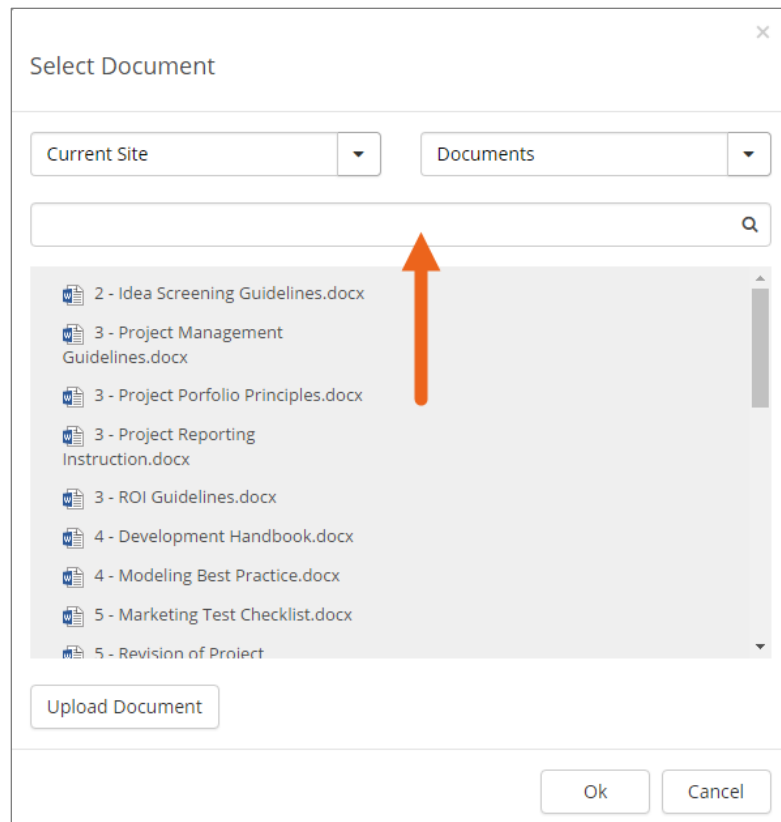 ×
Select Document
Current Site
Documents
2 - Idea Screening Guidelines.docx
3 - Project Management
Guidelines.docx
3 - Project Porfolio Principles.docx
3 - Project Reporting
Instruction.docx
3 - ROI Guidelines.docx
4 - Development Handbook.docx
4 - Modeling Best Practice.docx
5 - Marketing Test Checklist.docx
5 - Revision of Project
Upload Document
Ok
Cancel